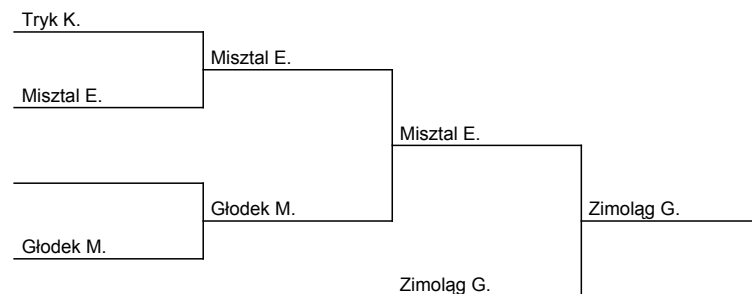 Tryk K.
Misztal E.
Misztal E.
Misztal E.
Głodek M.
Zimoląg G.
Głodek M.
Zimoląg G.